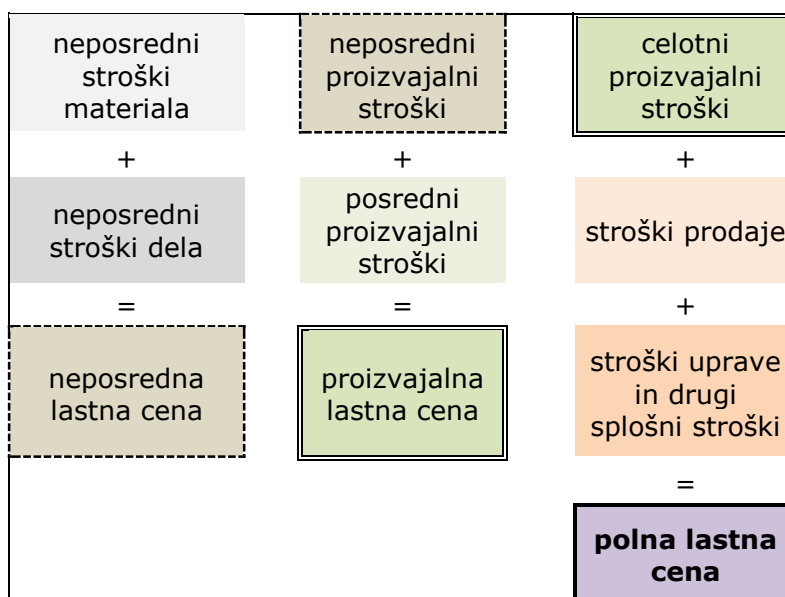 neposredni
stroški
materiala
+
neposredni
stroški dela
=
neposredna
lastna cena
neposredni
proizvajalni
stroški
+
posredni
proizvajalni
stroški
=
proizvajalna
lastna cena
celotni
proizvajalni
stroški
+
stroški prodaje
+
stroški uprave
in drugi
splošni stroški
=
polna lastna
cena